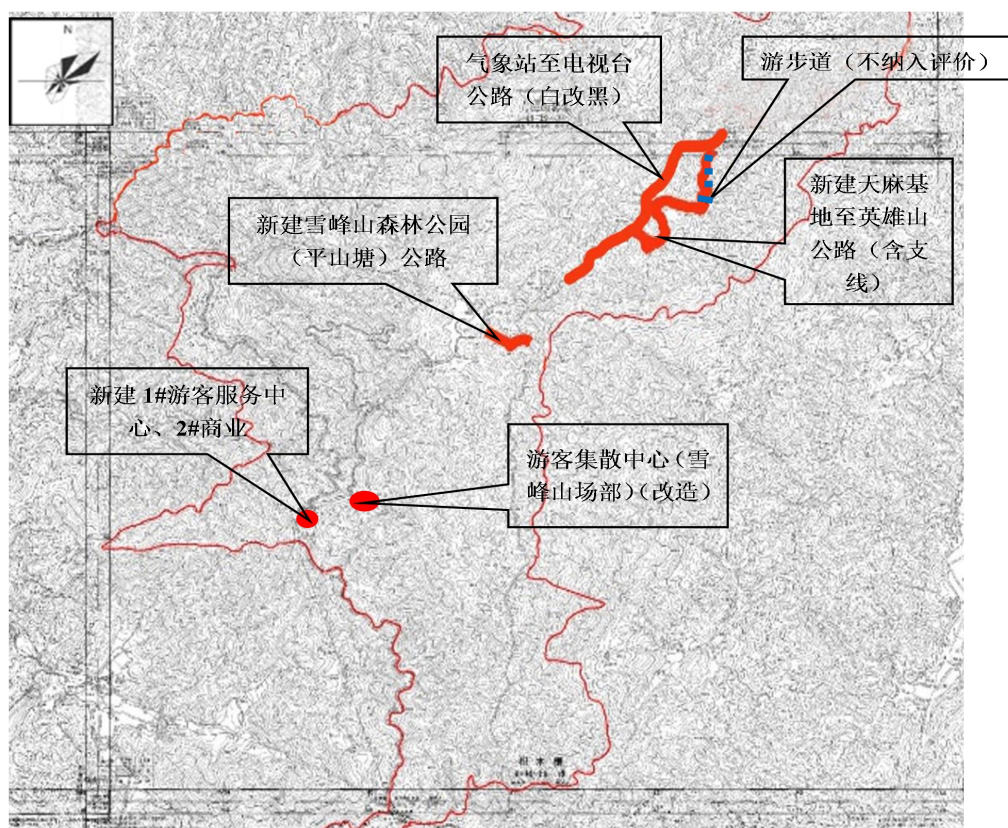 N
气象站至电视台
公路（白改黑）
游步道（不纳入评价）
新建天麻基
地至英雄山
公路（含支
线）
新建雪峰山森林公园
（平山塘）公路
新建 1#游客服务中
心、2#商业
游客集散中心（雪
峰山场部）（改造）